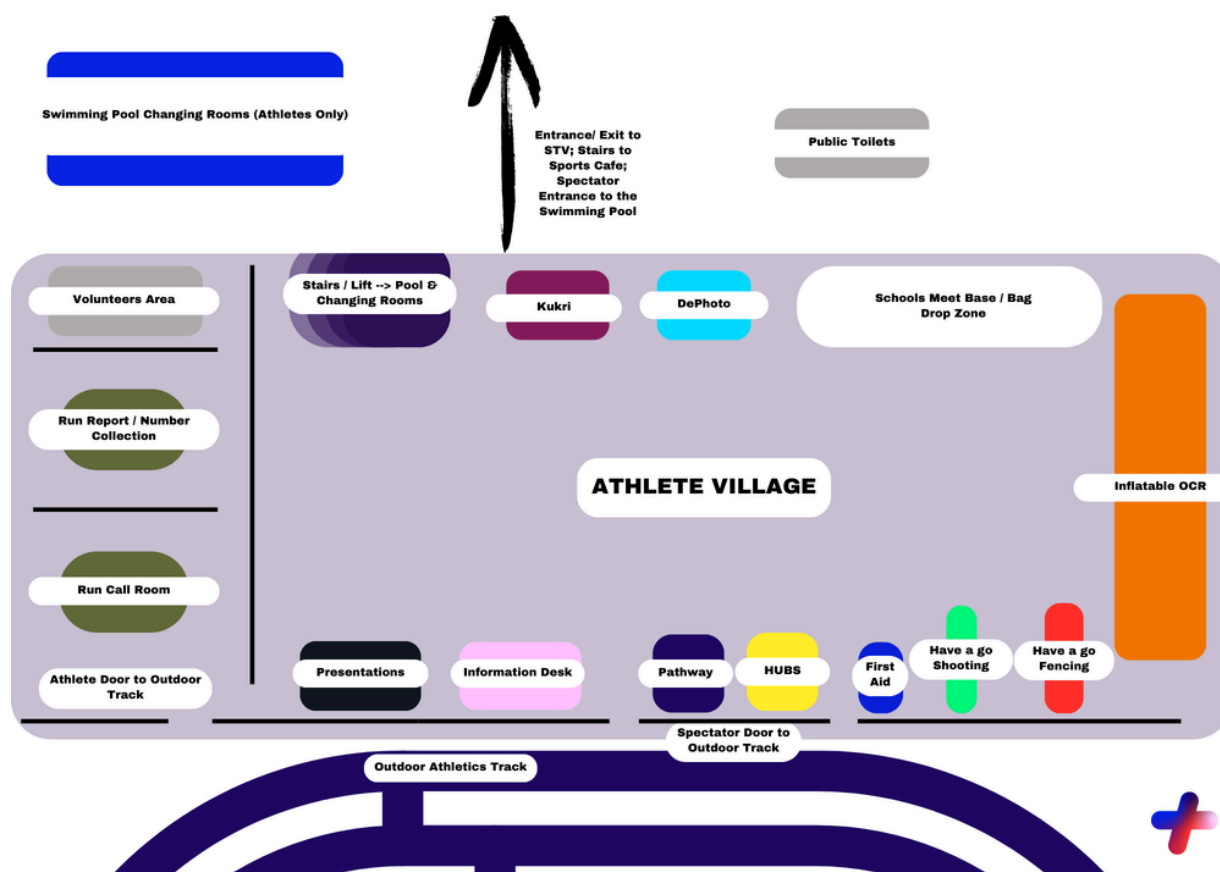 Swimming Pool Changing Rooms (Athletes Only)
Entrance/ Exit to
STV; Stairs to
Sports Cafe;
Spectator
Entrance to the
Swimming Pool
Public Toilets
Volunteers Area
Stairs / Lift --> Pool &
Changing Rooms
Kukri
DePhoto
Schools Meet Base / Bag
Drop Zone
Run Report / Number
Collection
ATHLETE VILLAGE
Inflatable OCR
Run Call Room
Athlete Door to Outdoor
Track
Presentations
Information Desk
Pathway
HUBS
First
Aid
Have a go
Shooting
Have a go
Fencing
Spectator Door to
Outdoor Track
Outdoor Athletics Track